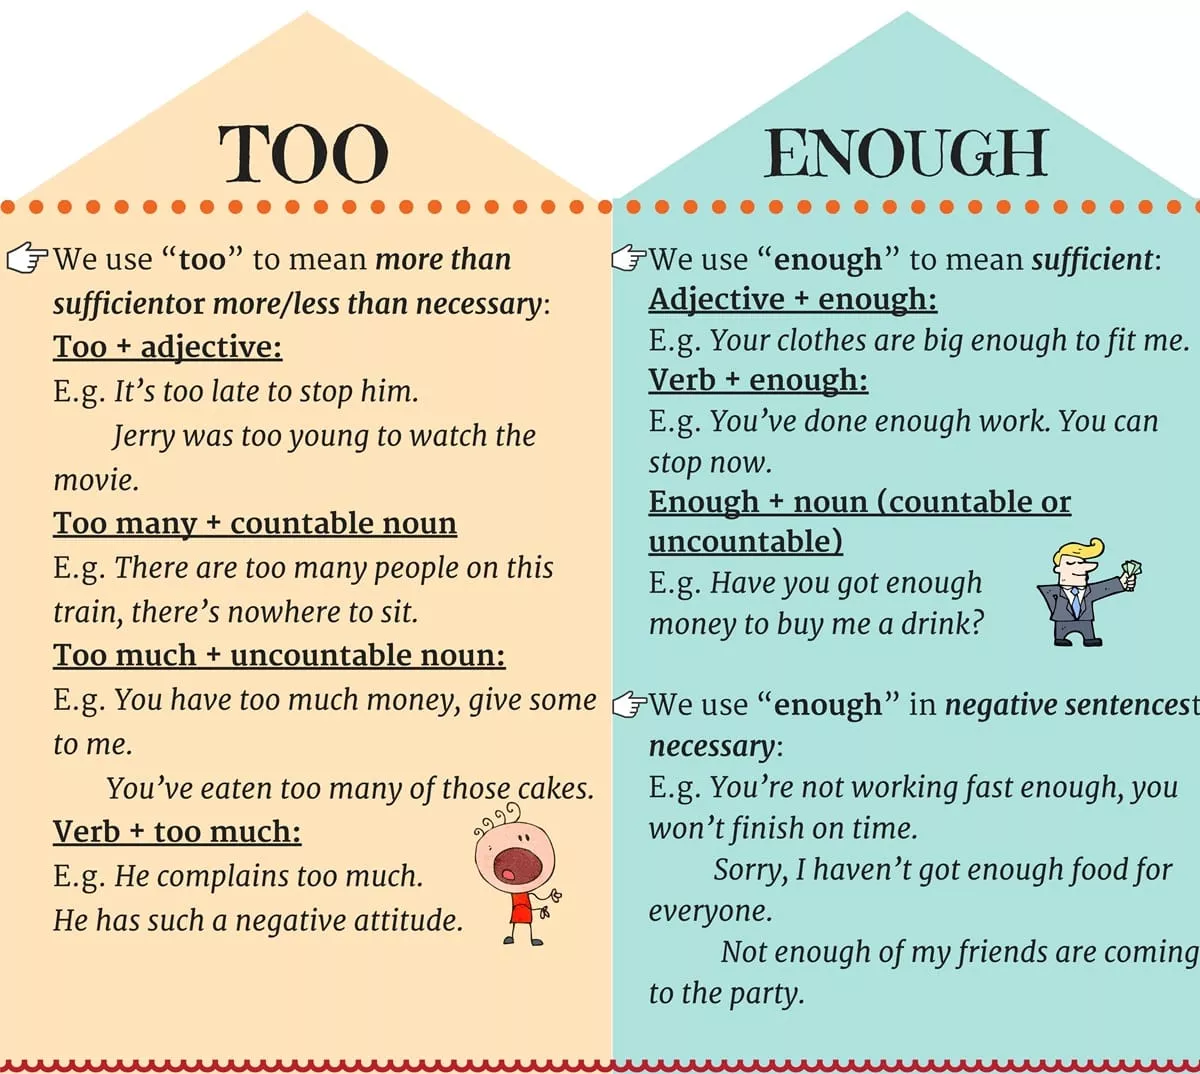 TOO
We use “too” to mean more than
sufficientor more/less than necessary:
Too + adjective:
E.g. It’s too late to stop him.
Jerry was too young to watch the
movie.
Too many + countable noun
E.g. There are too many people on this
train, there’s nowhere to sit.
Too much + uncountable noun:
E.g. You have too much money, give some
to me.
You’ve eaten too many of those cakes.
Verb + too much:
E.g. He complains too much.
He has such a negative attitude.
ENOUGH
We use “enough” to mean sufficient:
Adjective + enough:
E.g. Your clothes are big enough to fit me.
Verb + enough:
E.g. You’ve done enough work. You can
stop now.
Enough + noun (countable or
uncountable)
E.g. Have you got enough
money to buy me a drink?
We use “enough” in negative sentencest
necessary:
E.g. You’re not working fast enough, you
won’t finish on time.
Sorry, I haven’t got enough food for
everyone.
Not enough of my friends are coming
to the party.